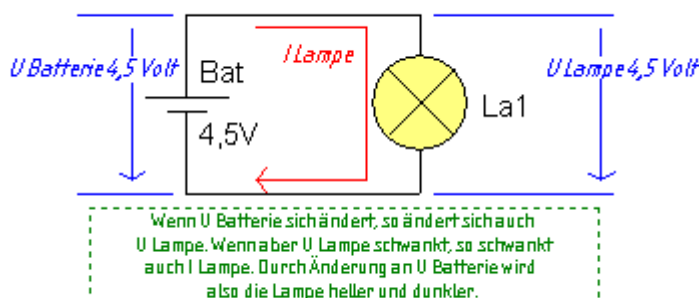 U Batterie 4,5 Volt
Bat
4,5V
I Lampe
La1
U Lampe 4,5 Volt
Wenn U Batterie sich ändert, so ändert sich auch
U Lampe. Wenn aber U Lampe schwankt, so schwankt
auch I Lampe. Durch Änderung an U Batterie wird
also die Lampe heller und dunkler.